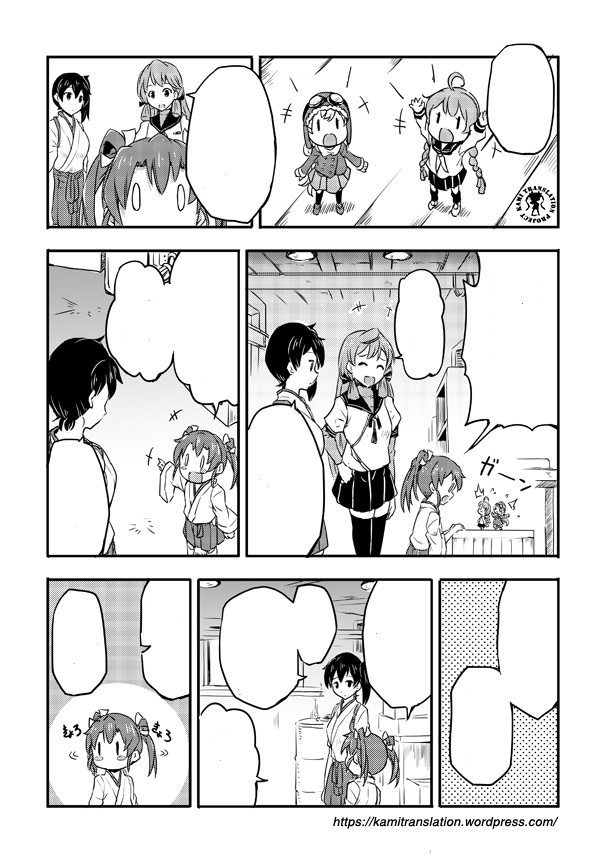 KAMI TRANSLATION PROJECT
ガーン
きょろ
きょろ
https://kamitranslation.wordpress.com/